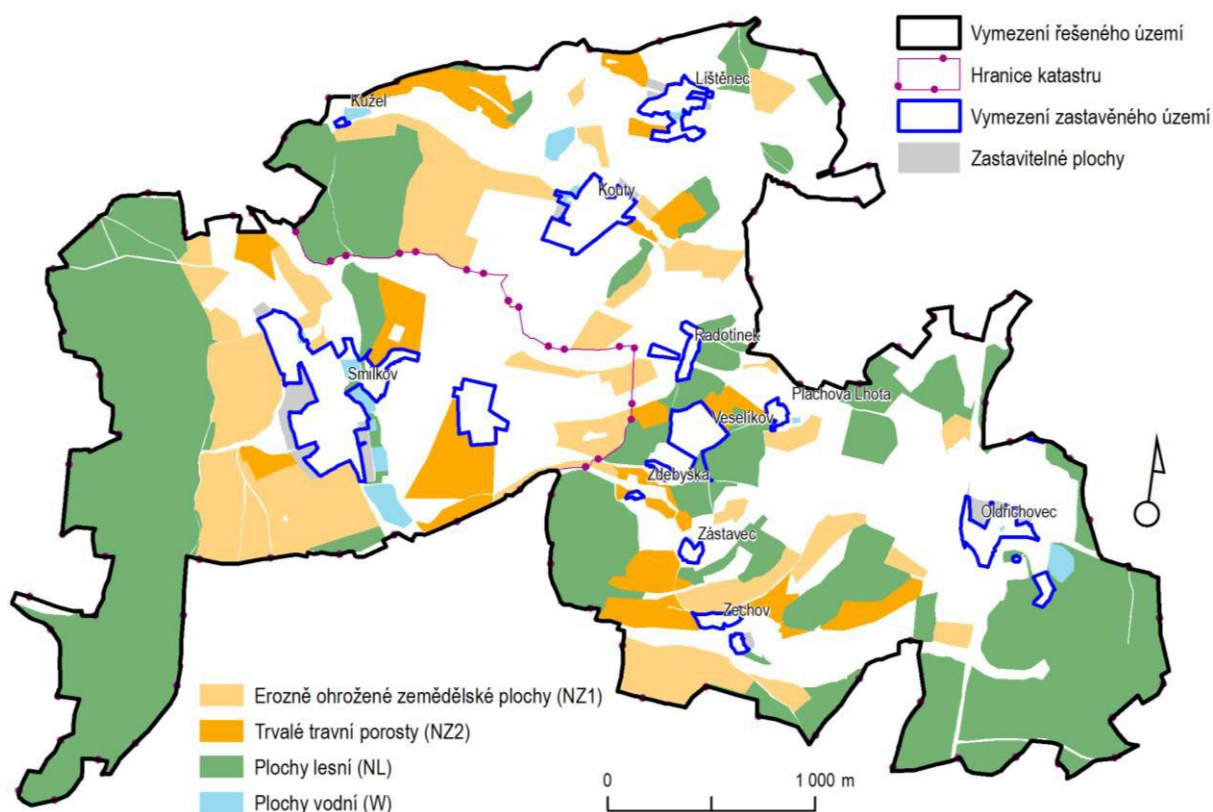 Vymezení řešeného území
Hranice katastru
Vymezení zastavěného území
Zastavitelné plochy
Lištěnec
Kužel
Kouty
Radotínek
Smilkov
Plachova Lhota
Veselíkov
Zdebyška
Oldřichovec
Zástavec
Zechov
Erozně ohrožené zemědělské plochy (NZ1)
Trvalé travní porosty (NZ2)
Plochy lesní (NL)
Plochy vodní (W)
0 1 000 m